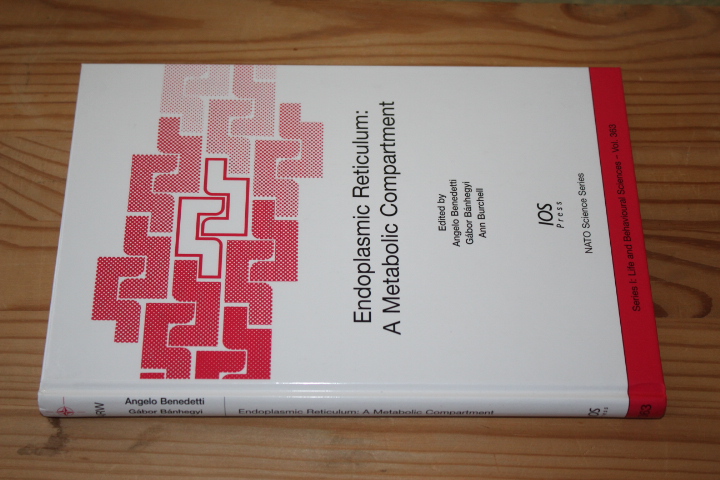 Endoplasmic Reticulum:
A Metabolic Compartment
Edited by
Angelo Benedetti
Gábor Bánhegyi
Ann Burchell
IOS
Press
NATO Science Series
Series I: Life and Behavioural Sciences – Vol. 363
Angelo Benedetti
Gábor Bánhegyi
Endoplasmic Reticulum: A Metabolic Compartment
IOS
Press
363